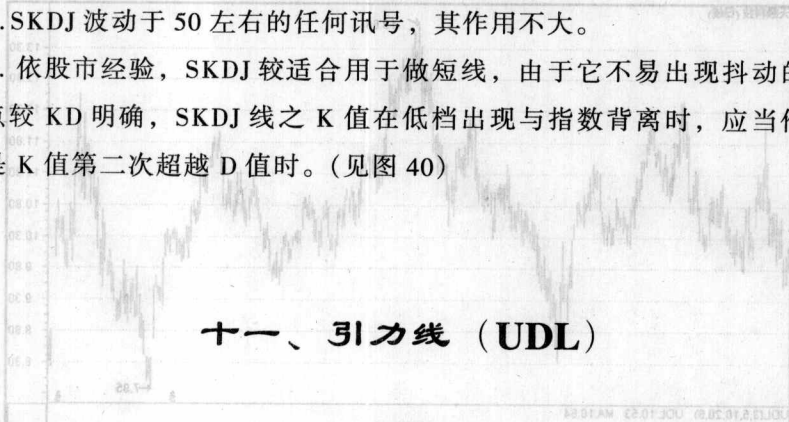 .SKDJ 波动于 50 左右的任何讯号，其作用不大。
. 依股市经验，SKDJ 较适合用于做短线，由于它不易出现抖动的
点较 KD 明确，SKDJ 线之 K 值在低档出现与指数背离时，应当作
是 K 值第二次超越 D 值时。（见图 40）
十一、引力线（UDL）